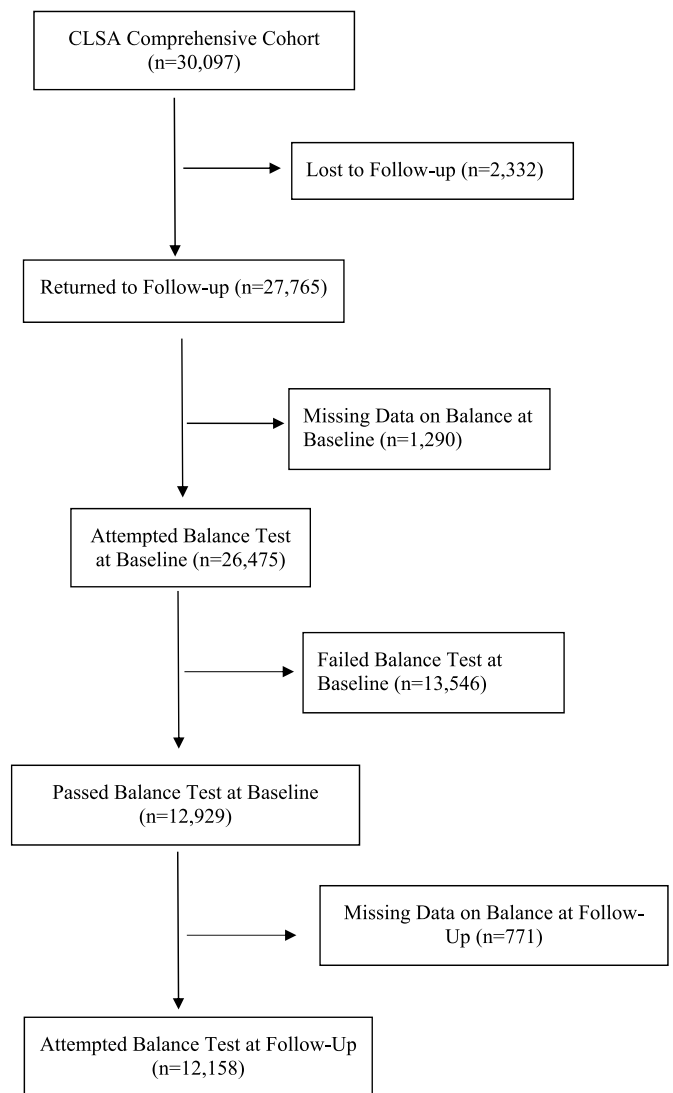 CLSA Comprehensive Cohort
(n=30,097)
Lost to Follow-up (n=2,332)
Returned to Follow-up (n=27,765)
Missing Data on Balance at
Baseline (n=1,290)
Attempted Balance Test
at Baseline (n=26,475)
Failed Balance Test at
Baseline (n=13,546)
Passed Balance Test at Baseline
(n=12,929)
Missing Data on Balance at Follow-
Up (n=771)
Attempted Balance Test at Follow-Up
(n=12,158)